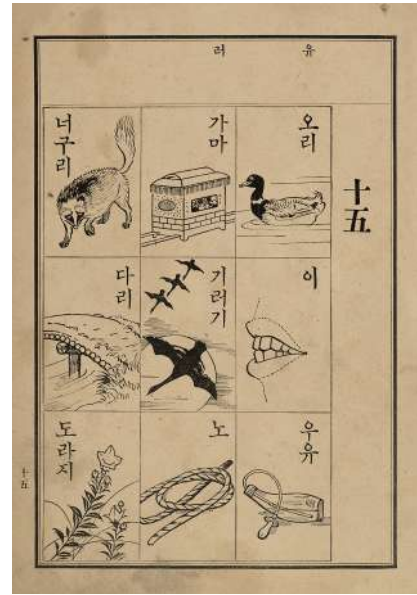 유 러
十五
오리
가마
너구리
이
기러기
다리
우유
노
도라지
十五